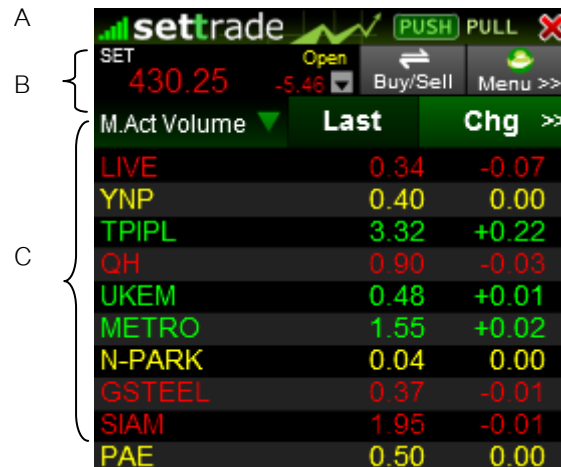 A
settrade PUSH PULL
B
SET Open
430.25 -5.46 Buy/Sell Menu >>
C
M.Act Volume Last Chg >>
LIVE 0.34 -0.07
YNP 0.40 0.00
TPIPL 3.32 +0.22
QH 0.90 -0.03
UKEM 0.48 +0.01
METRO 1.55 +0.02
N-PARK 0.04 0.00
GSTEEL 0.37 -0.01
SIAM 1.95 -0.01
PAE 0.50 0.00